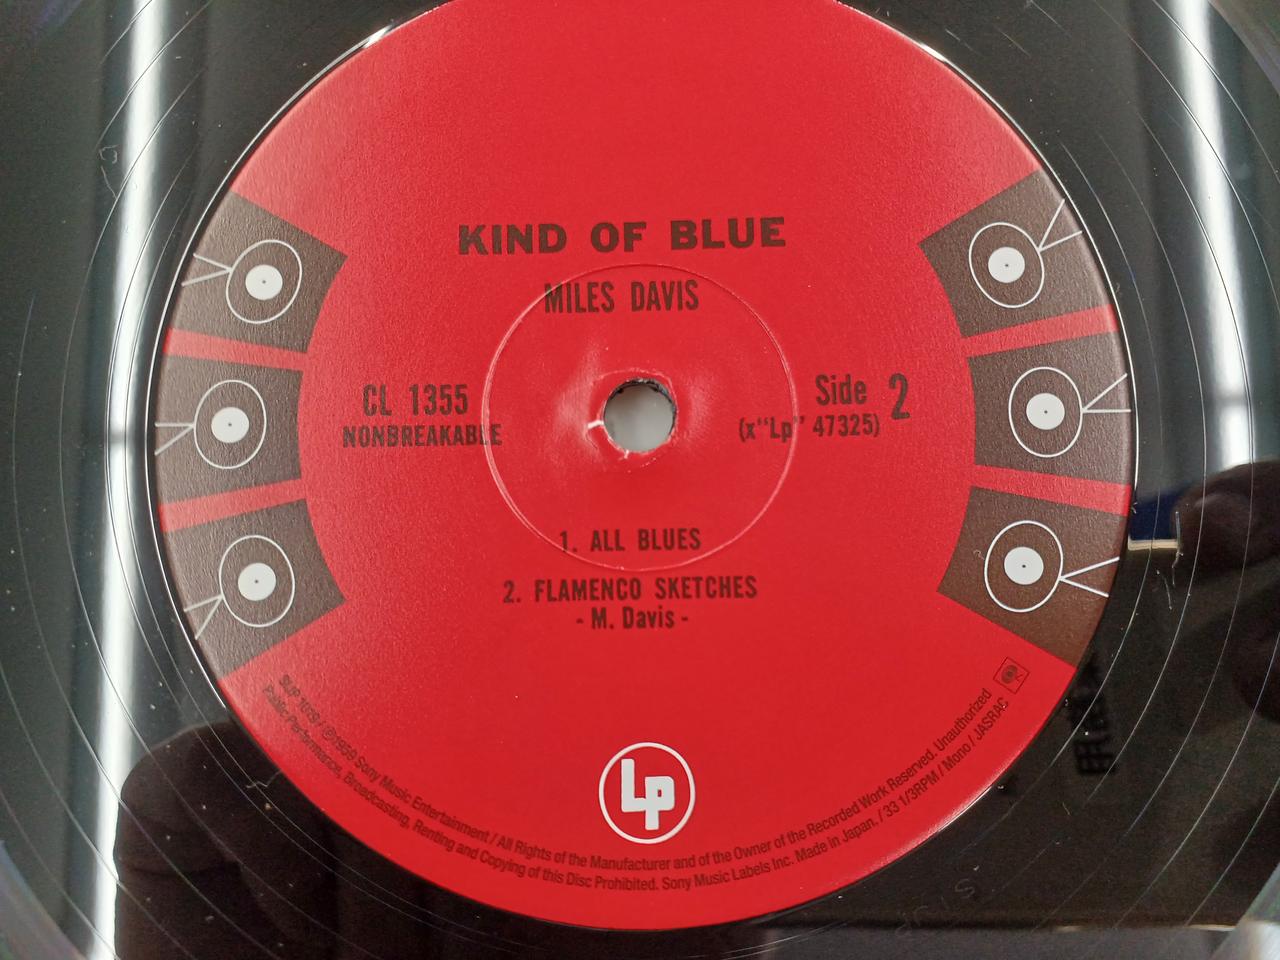 KIND OF BLUE
MILES DAVIS
CL 1355
NONBREAKABLE
Side 2
(x"Lp" 47325)
1. ALL BLUES
2. FLAMENCO SKETCHES
- M. Davis -
Lp
℗1959 Sony Music Entertainment / All Rights of the Manufacturer and of the Owner of the Recorded Work Reserved. Unauthorized
Public Performance, Broadcasting, Renting and Copying of this Disc Prohibited. Sony Music Labels Inc. Made in Japan. / 33 1/3RPM / Mono / JASRAC